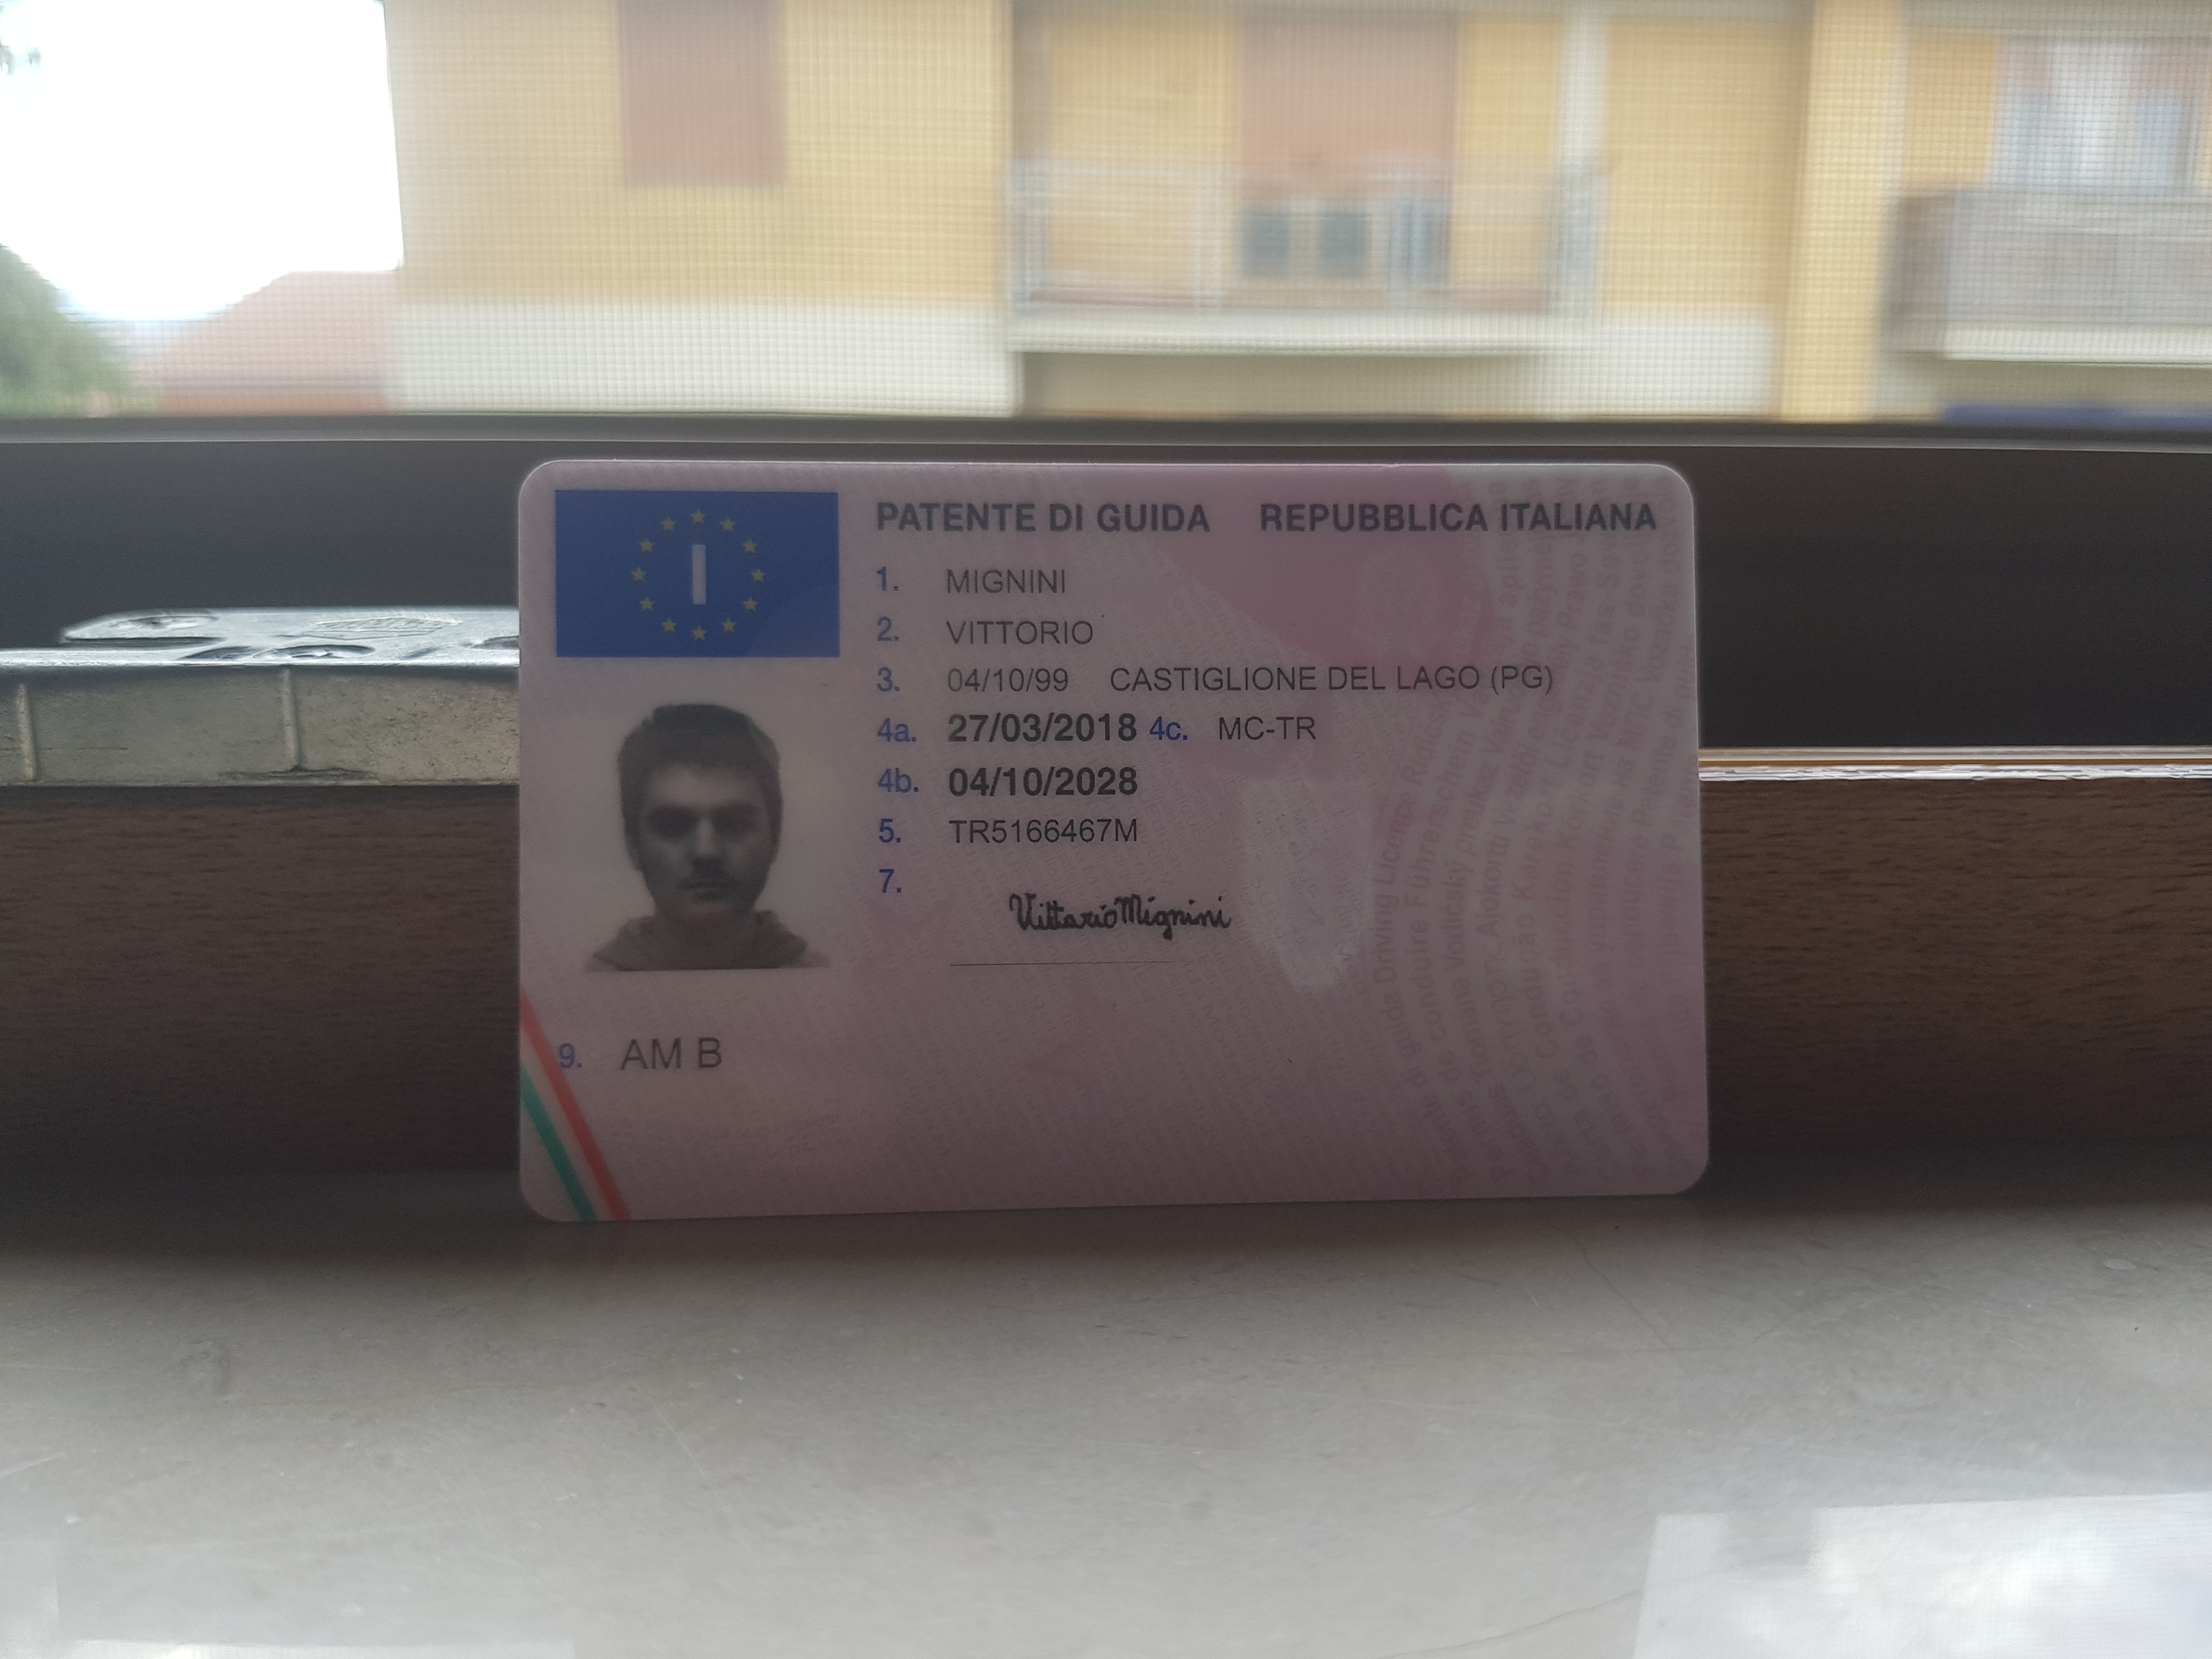 PATENTE DI GUIDA REPUBBLICA ITALIANA
I
1. MIGNINI
2. VITTORIO
3. 04/10/99 CASTIGLIONE DEL LAGO (PG)
4a. 27/03/2018 4c. MC-TR
4b. 04/10/2028
5. TR5166467M
7.
Vittorio Mignini
9. AM B